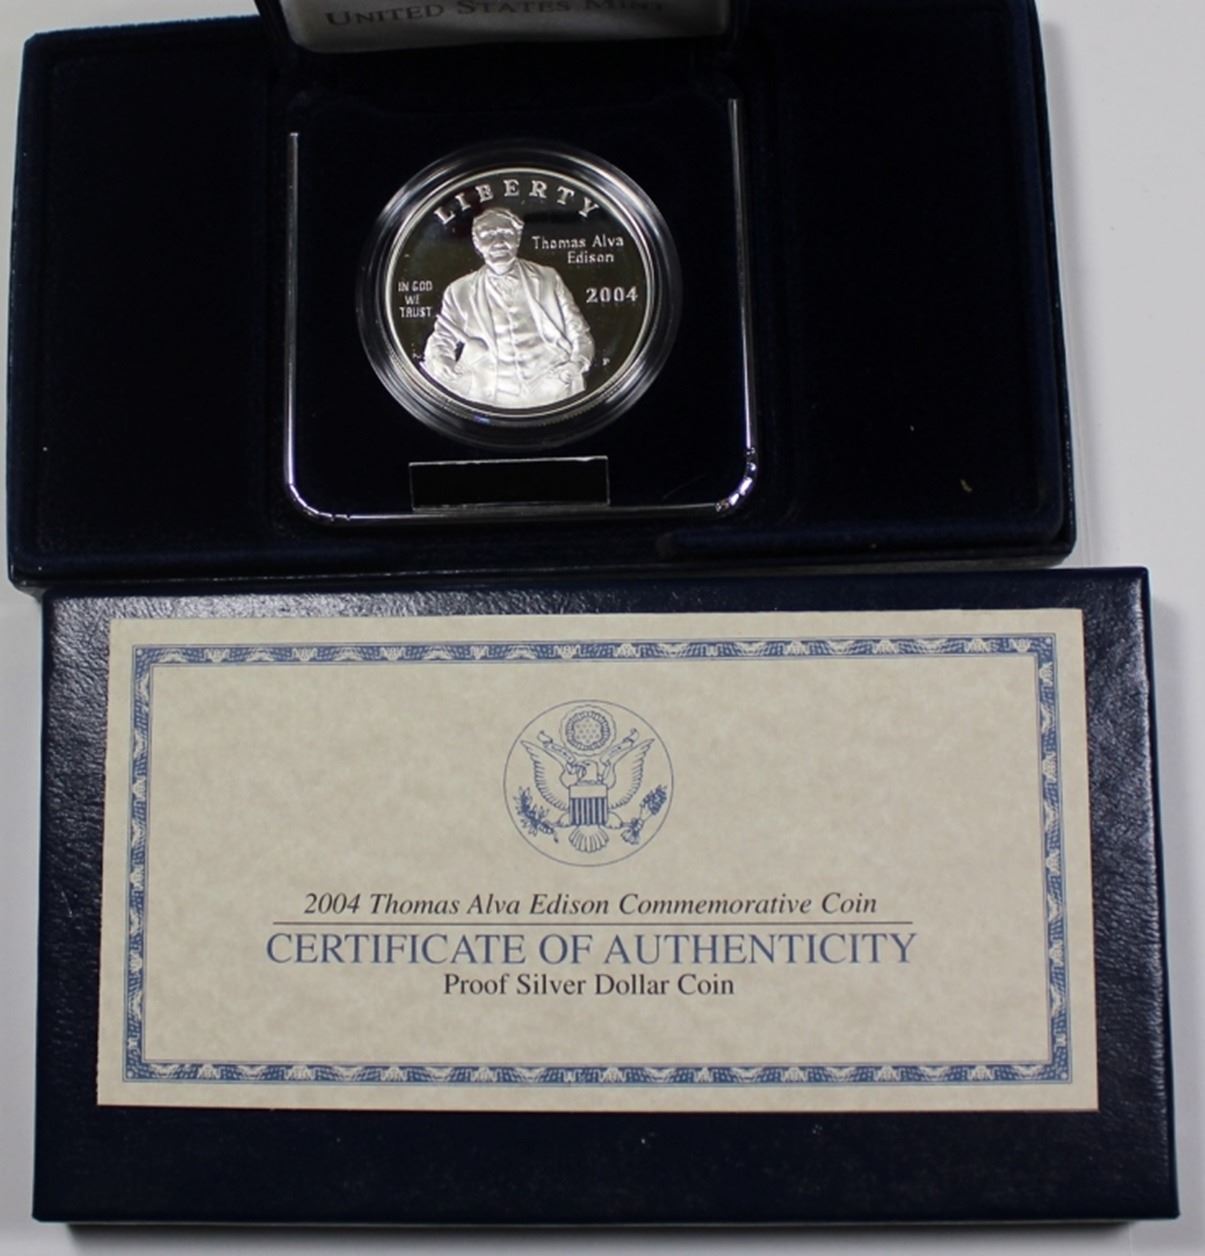 UNITED STATES MINT
LIBERTY
Thomas Alva
Edison
IN GOD
WE
TRUST
2004
P
2004 Thomas Alva Edison Commemorative Coin
CERTIFICATE OF AUTHENTICITY
Proof Silver Dollar Coin